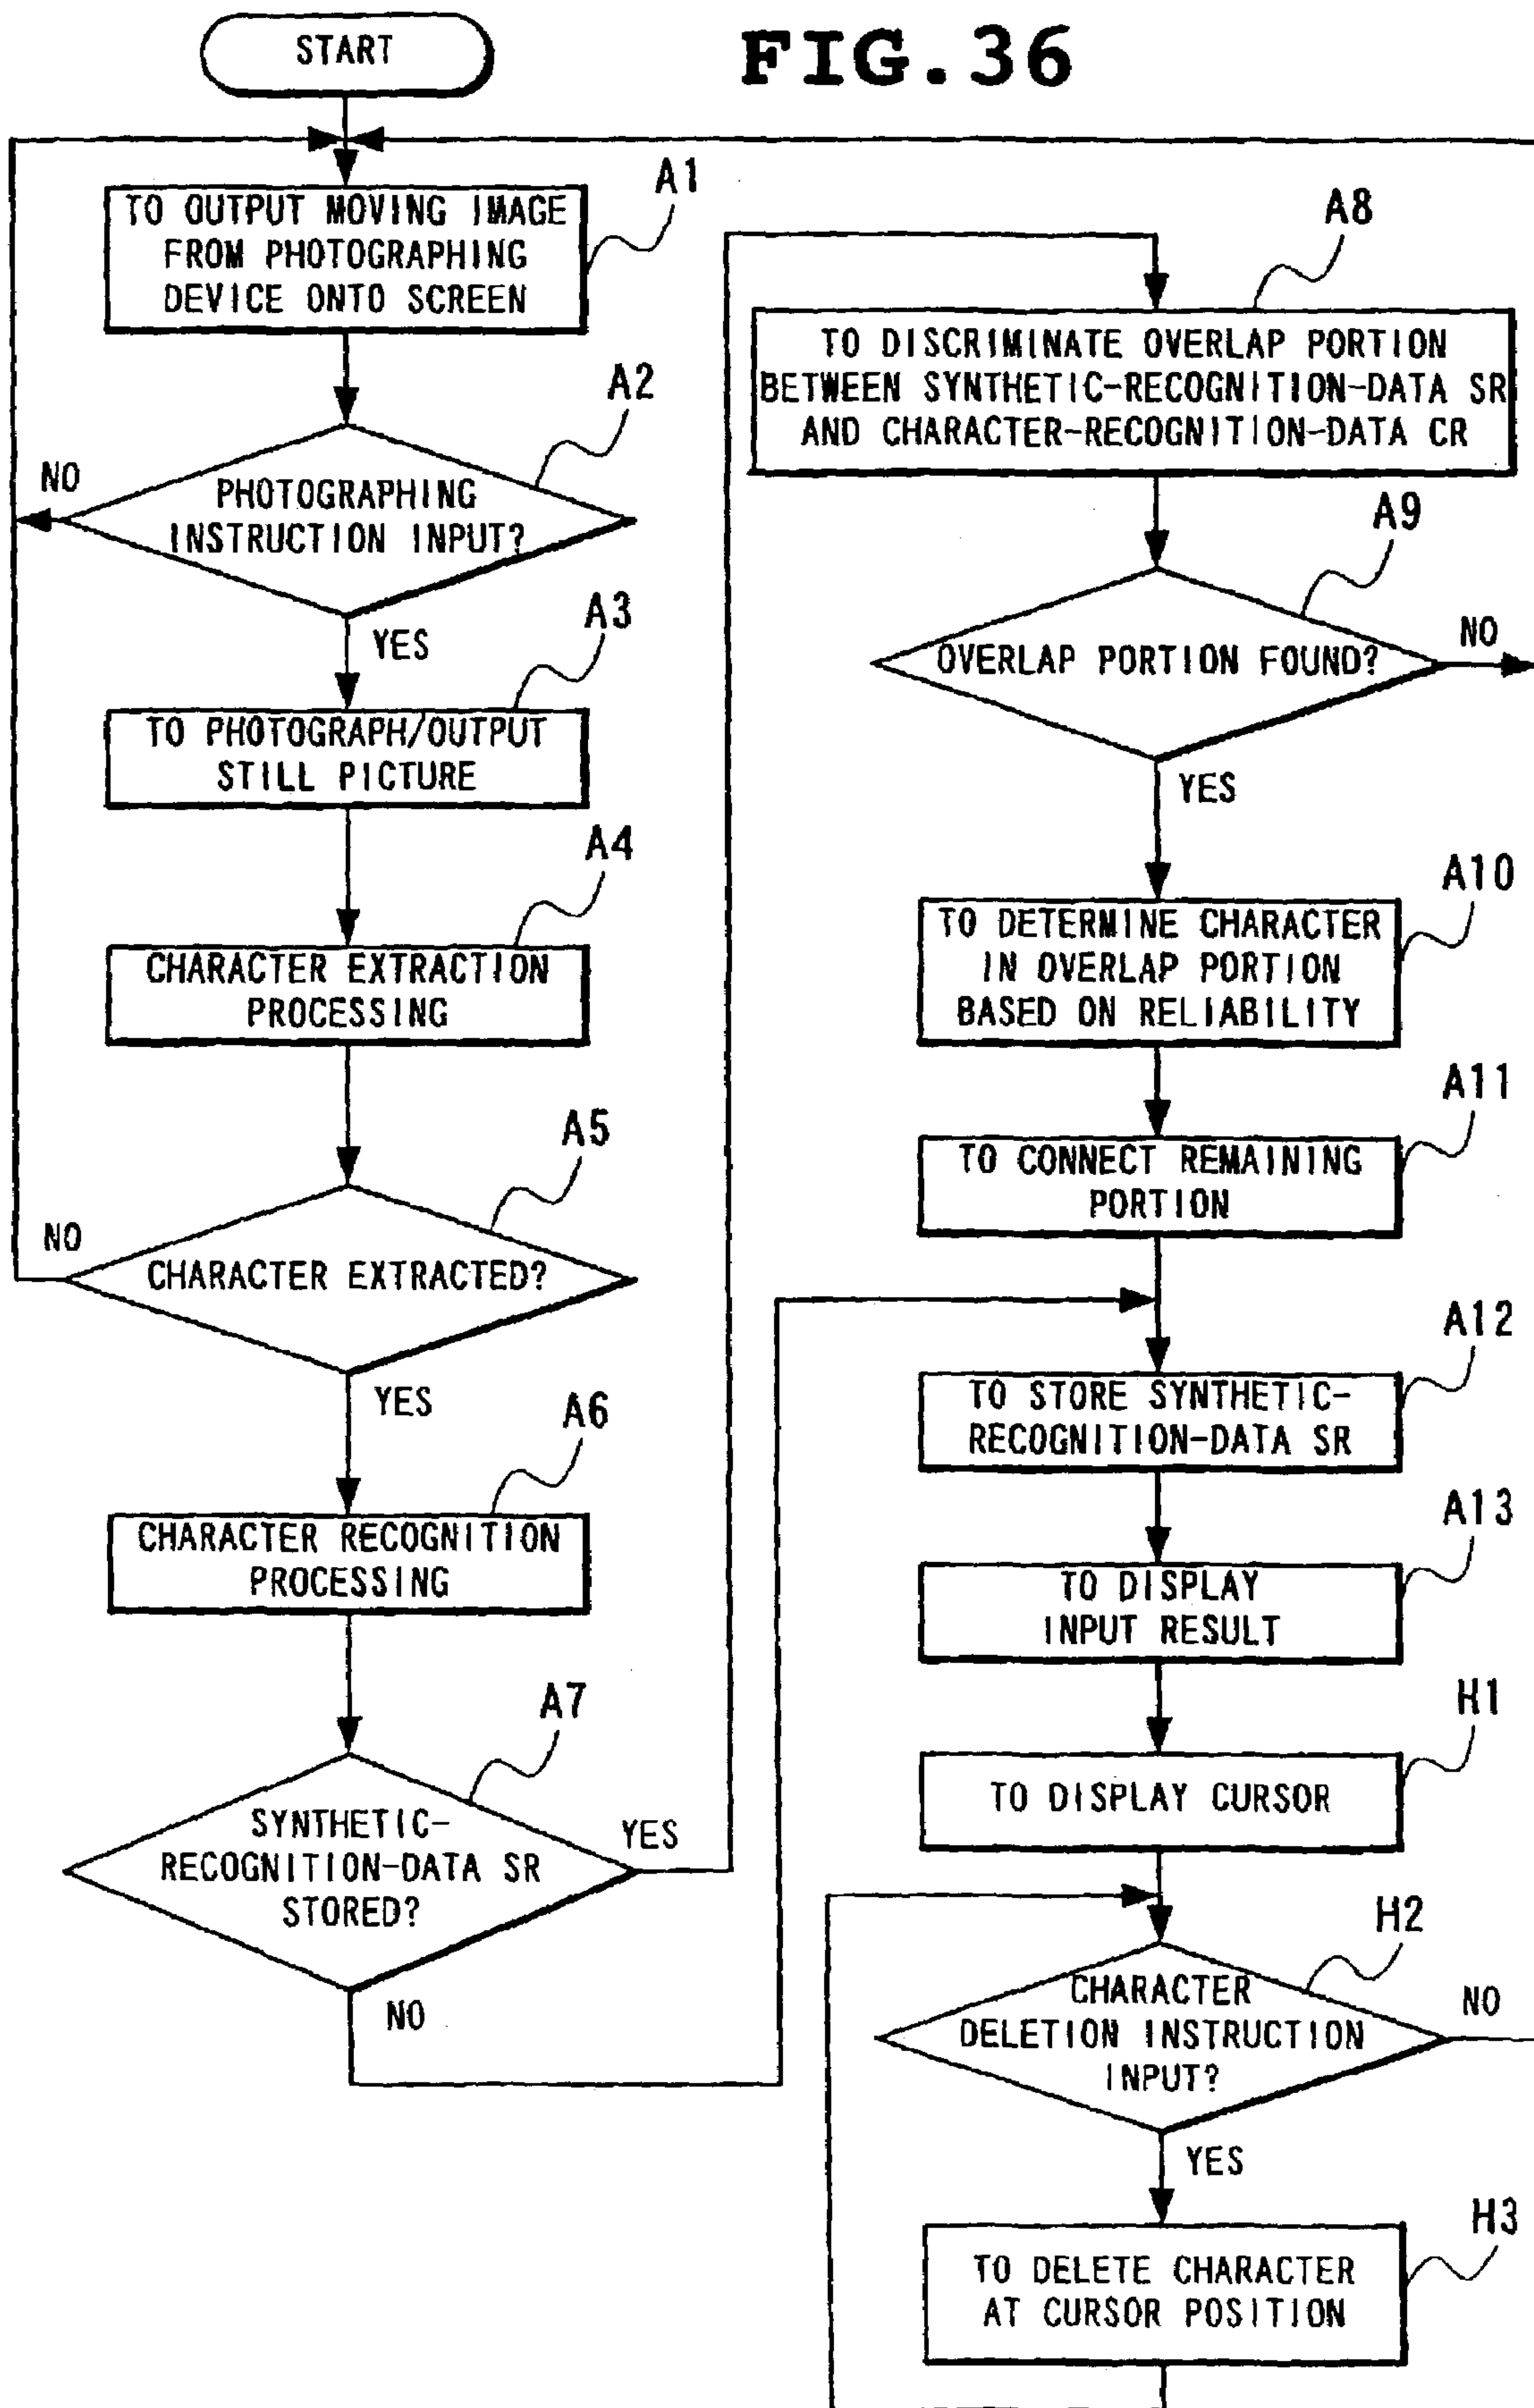 FIG.36
START
A1
TO OUTPUT MOVING IMAGE
FROM PHOTOGRAPHING
DEVICE ONTO SCREEN
A2
NO
PHOTOGRAPHING
INSTRUCTION INPUT?
YES
A3
TO PHOTOGRAPH/OUTPUT
STILL PICTURE
A4
CHARACTER EXTRACTION
PROCESSING
A5
NO
CHARACTER EXTRACTED?
YES
A6
CHARACTER RECOGNITION
PROCESSING
A7
SYNTHETIC-
RECOGNITION-DATA SR
STORED?
YES
NO
A8
TO DISCRIMINATE OVERLAP PORTION
BETWEEN SYNTHETIC-RECOGNITION-DATA SR
AND CHARACTER-RECOGNITION-DATA CR
A9
OVERLAP PORTION FOUND?
NO
YES
A10
TO DETERMINE CHARACTER
IN OVERLAP PORTION
BASED ON RELIABILITY
A11
TO CONNECT REMAINING
PORTION
A12
TO STORE SYNTHETIC-
RECOGNITION-DATA SR
A13
TO DISPLAY
INPUT RESULT
H1
TO DISPLAY CURSOR
H2
CHARACTER
DELETION INSTRUCTION
INPUT?
NO
YES
H3
TO DELETE CHARACTER
AT CURSOR POSITION